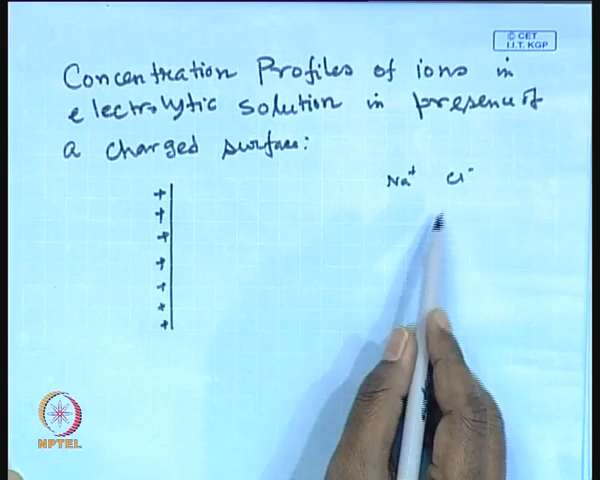 © CET
I.I.T. KGP
Concentration Profiles of ions in
electrolytic solution in presence of
a charged surface:
Na⁺ Cl⁻
+
+
+
+
+
+
+
NPTEL